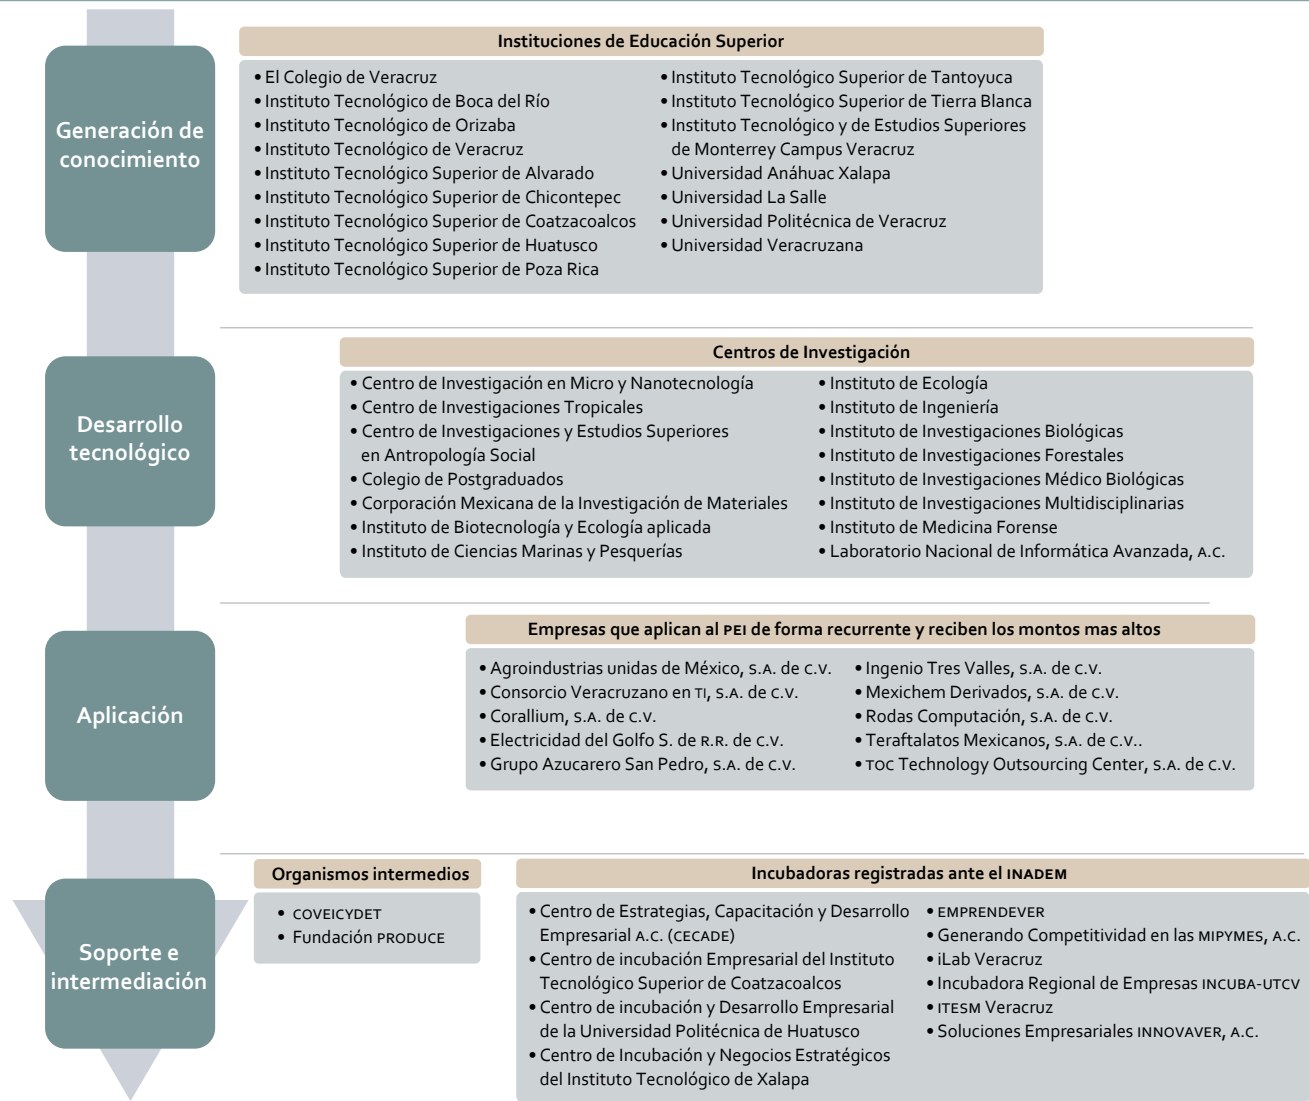 Generación de
conocimiento
Instituciones de Educación Superior
• El Colegio de Veracruz
• Instituto Tecnológico de Boca del Río
• Instituto Tecnológico de Orizaba
• Instituto Tecnológico de Veracruz
• Instituto Tecnológico Superior de Alvarado
• Instituto Tecnológico Superior de Chicontepec
• Instituto Tecnológico Superior de Coatzacoalcos
• Instituto Tecnológico Superior de Huatusco
• Instituto Tecnológico Superior de Poza Rica
• Instituto Tecnológico Superior de Tantoyuca
• Instituto Tecnológico Superior de Tierra Blanca
• Instituto Tecnológico y de Estudios Superiores
de Monterrey Campus Veracruz
• Universidad Anáhuac Xalapa
• Universidad La Salle
• Universidad Politécnica de Veracruz
• Universidad Veracruzana
Desarrollo
tecnológico
Centros de Investigación
• Centro de Investigación en Micro y Nanotecnología
• Centro de Investigaciones Tropicales
• Centro de Investigaciones y Estudios Superiores
en Antropología Social
• Colegio de Postgraduados
• Corporación Mexicana de la Investigación de Materiales
• Instituto de Biotecnología y Ecología aplicada
• Instituto de Ciencias Marinas y Pesquerías
• Instituto de Ecología
• Instituto de Ingeniería
• Instituto de Investigaciones Biológicas
• Instituto de Investigaciones Forestales
• Instituto de Investigaciones Médico Biológicas
• Instituto de Investigaciones Multidisciplinarias
• Instituto de Medicina Forense
• Laboratorio Nacional de Informática Avanzada, A.C.
Aplicación
Empresas que aplican al PEI de forma recurrente y reciben los montos mas altos
• Agroindustrias unidas de México, S.A. de C.V.
• Consorcio Veracruzano en TI, S.A. de C.V.
• Corallium, S.A. de C.V.
• Electricidad del Golfo S. de R.R. de C.V.
• Grupo Azucarero San Pedro, S.A. de C.V.
• Ingenio Tres Valles, S.A. de C.V.
• Mexichem Derivados, S.A. de C.V.
• Rodas Computación, S.A. de C.V.
• Teraftalatos Mexicanos, S.A. de C.V..
• TOC Technology Outsourcing Center, S.A. de C.V.
Soporte e
intermediación
Organismos intermedios
• COVEICYDET
• Fundación PRODUCE
Incubadoras registradas ante el INADEM
• Centro de Estrategias, Capacitación y Desarrollo
Empresarial A.C. (CECADE)
• Centro de incubación Empresarial del Instituto
Tecnológico Superior de Coatzacoalcos
• Centro de incubación y Desarrollo Empresarial
de la Universidad Politécnica de Huatusco
• Centro de Incubación y Negocios Estratégicos
del Instituto Tecnológico de Xalapa
• EMPRENDEVER
• Generando Competitividad en las MIPYMES, A.C.
• iLab Veracruz
• Incubadora Regional de Empresas INCUBA-UTCV
• ITESM Veracruz
• Soluciones Empresariales INNOVAVER, A.C.